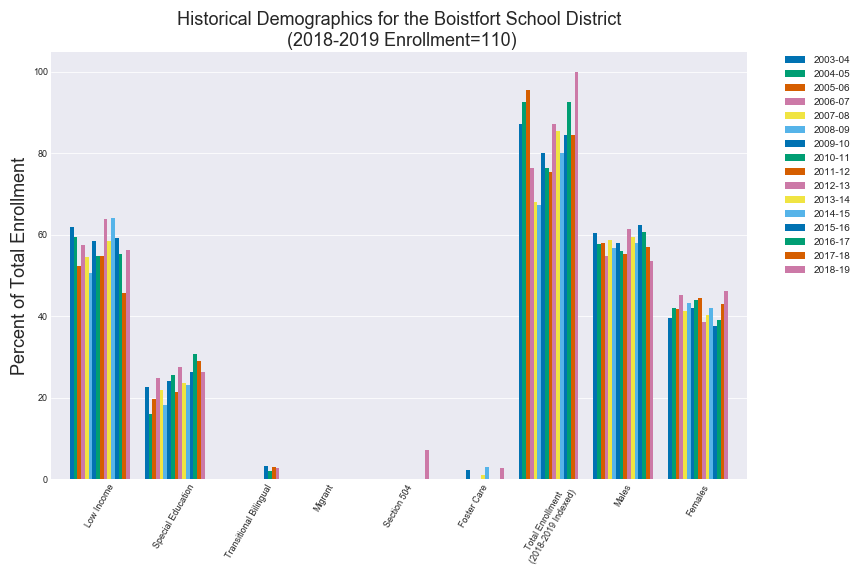 Historical Demographics for the Boistfort School District
(2018-2019 Enrollment=110)
Percent of Total Enrollment
100
80
60
40
20
0
Low Income
Special Education
Transitional Bilingual
Migrant
Section 504
Foster Care
Total Enrollment
(2018-2019 Indexed)
Males
Females
2003-04
2004-05
2005-06
2006-07
2007-08
2008-09
2009-10
2010-11
2011-12
2012-13
2013-14
2014-15
2015-16
2016-17
2017-18
2018-19